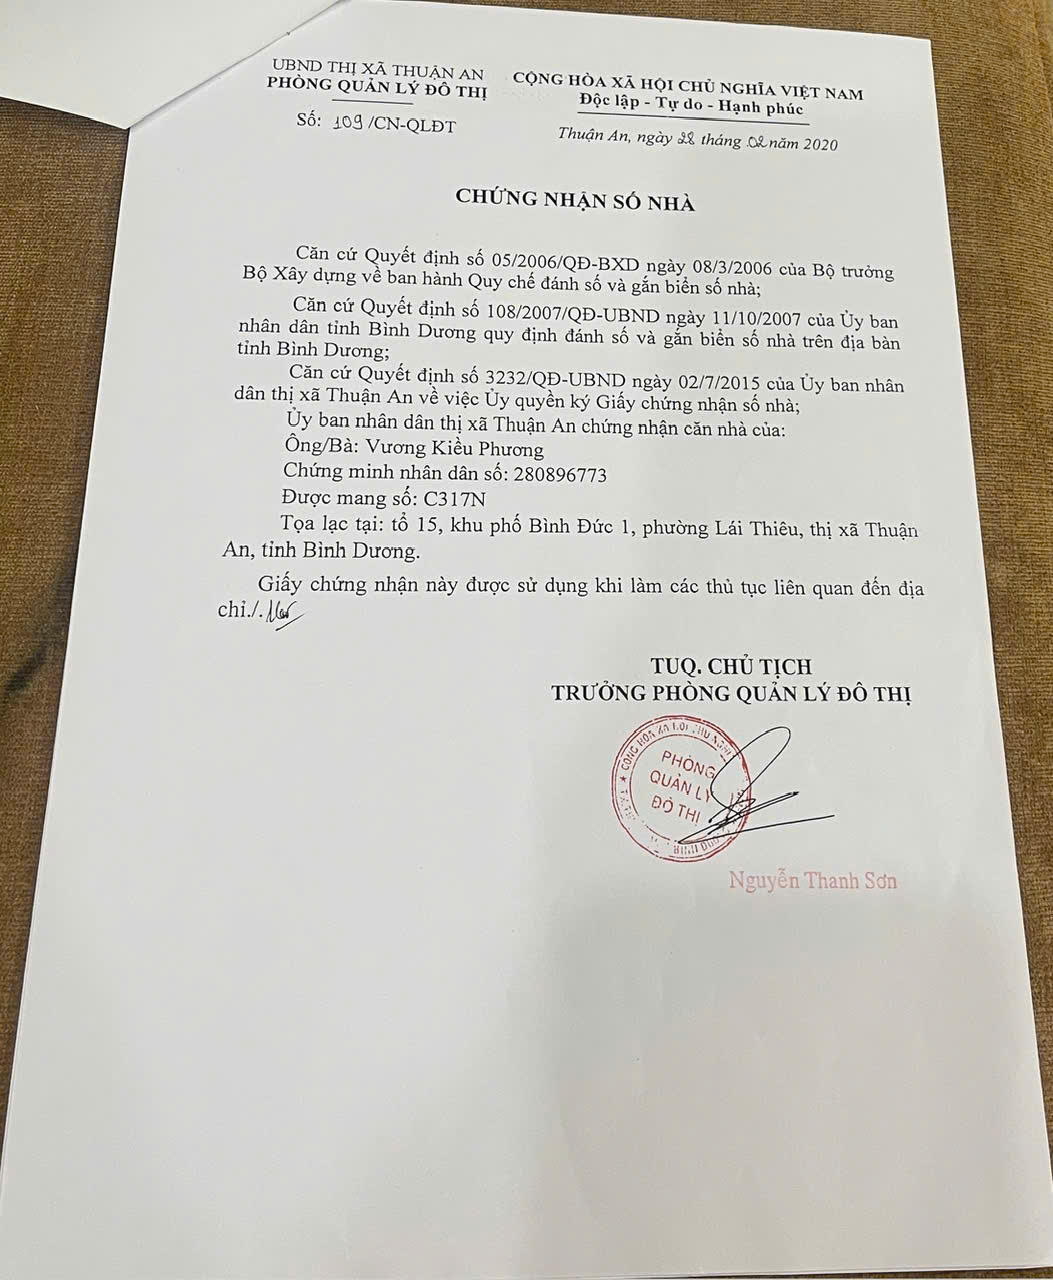 UBND THỊ XÃ THUẬN AN
PHÒNG QUẢN LÝ ĐÔ THỊ
Số: 109/CN-QLĐT
CỘNG HÒA XÃ HỘI CHỦ NGHĨA VIỆT NAM
Độc lập - Tự do - Hạnh phúc
Thuận An, ngày 28 tháng 02 năm 2020
CHỨNG NHẬN SỐ NHÀ
Căn cứ Quyết định số 05/2006/QĐ-BXD ngày 08/3/2006 của Bộ trưởng
Bộ Xây dựng về ban hành Quy chế đánh số và gắn biển số nhà;
Căn cứ Quyết định số 108/2007/QĐ-UBND ngày 11/10/2007 của Ủy ban
nhân dân tỉnh Bình Dương quy định đánh số và gắn biển số nhà trên địa bàn
tỉnh Bình Dương;
Căn cứ Quyết định số 3232/QĐ-UBND ngày 02/7/2015 của Ủy ban nhân
dân thị xã Thuận An về việc Ủy quyền ký Giấy chứng nhận số nhà;
Ủy ban nhân dân thị xã Thuận An chứng nhận căn nhà của:
Ông/Bà: Vương Kiều Phương
Chứng minh nhân dân số: 280896773
Được mang số: C317N
Tọa lạc tại: tổ 15, khu phố Bình Đức 1, phường Lái Thiêu, thị xã Thuận
An, tỉnh Bình Dương.
Giấy chứng nhận này được sử dụng khi làm các thủ tục liên quan đến địa
chỉ./.
TUQ. CHỦ TỊCH
TRƯỞNG PHÒNG QUẢN LÝ ĐÔ THỊ
PHÒNG
QUẢN LÝ
ĐÔ THỊ
Nguyễn Thanh Sơn